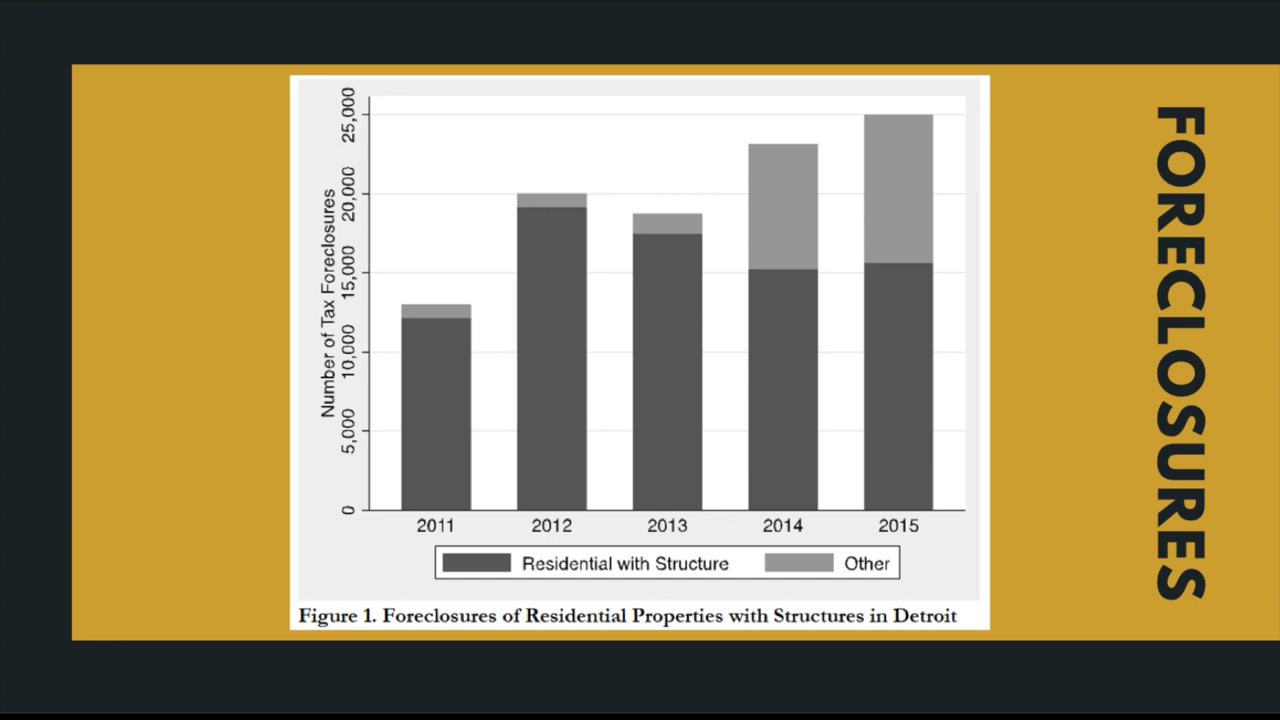 25,000
20,000
15,000
10,000
5,000
0
Number of Tax Foreclosures
2011 2012 2013 2014 2015
Residential with Structure Other
Figure 1. Foreclosures of Residential Properties with Structures in Detroit
FORECLOSURES